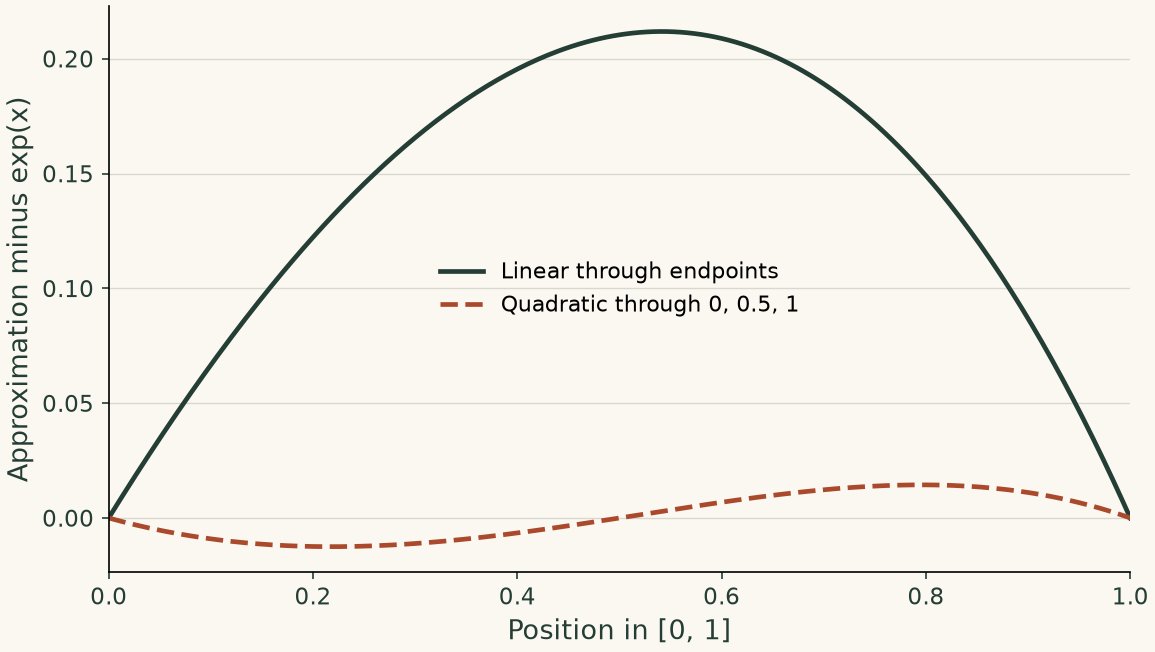 Approximation minus exp(x)
0.20
0.15
0.10
0.05
0.00
Linear through endpoints
Quadratic through 0, 0.5, 1
0.0 0.2 0.4 0.6 0.8 1.0
Position in [0, 1]